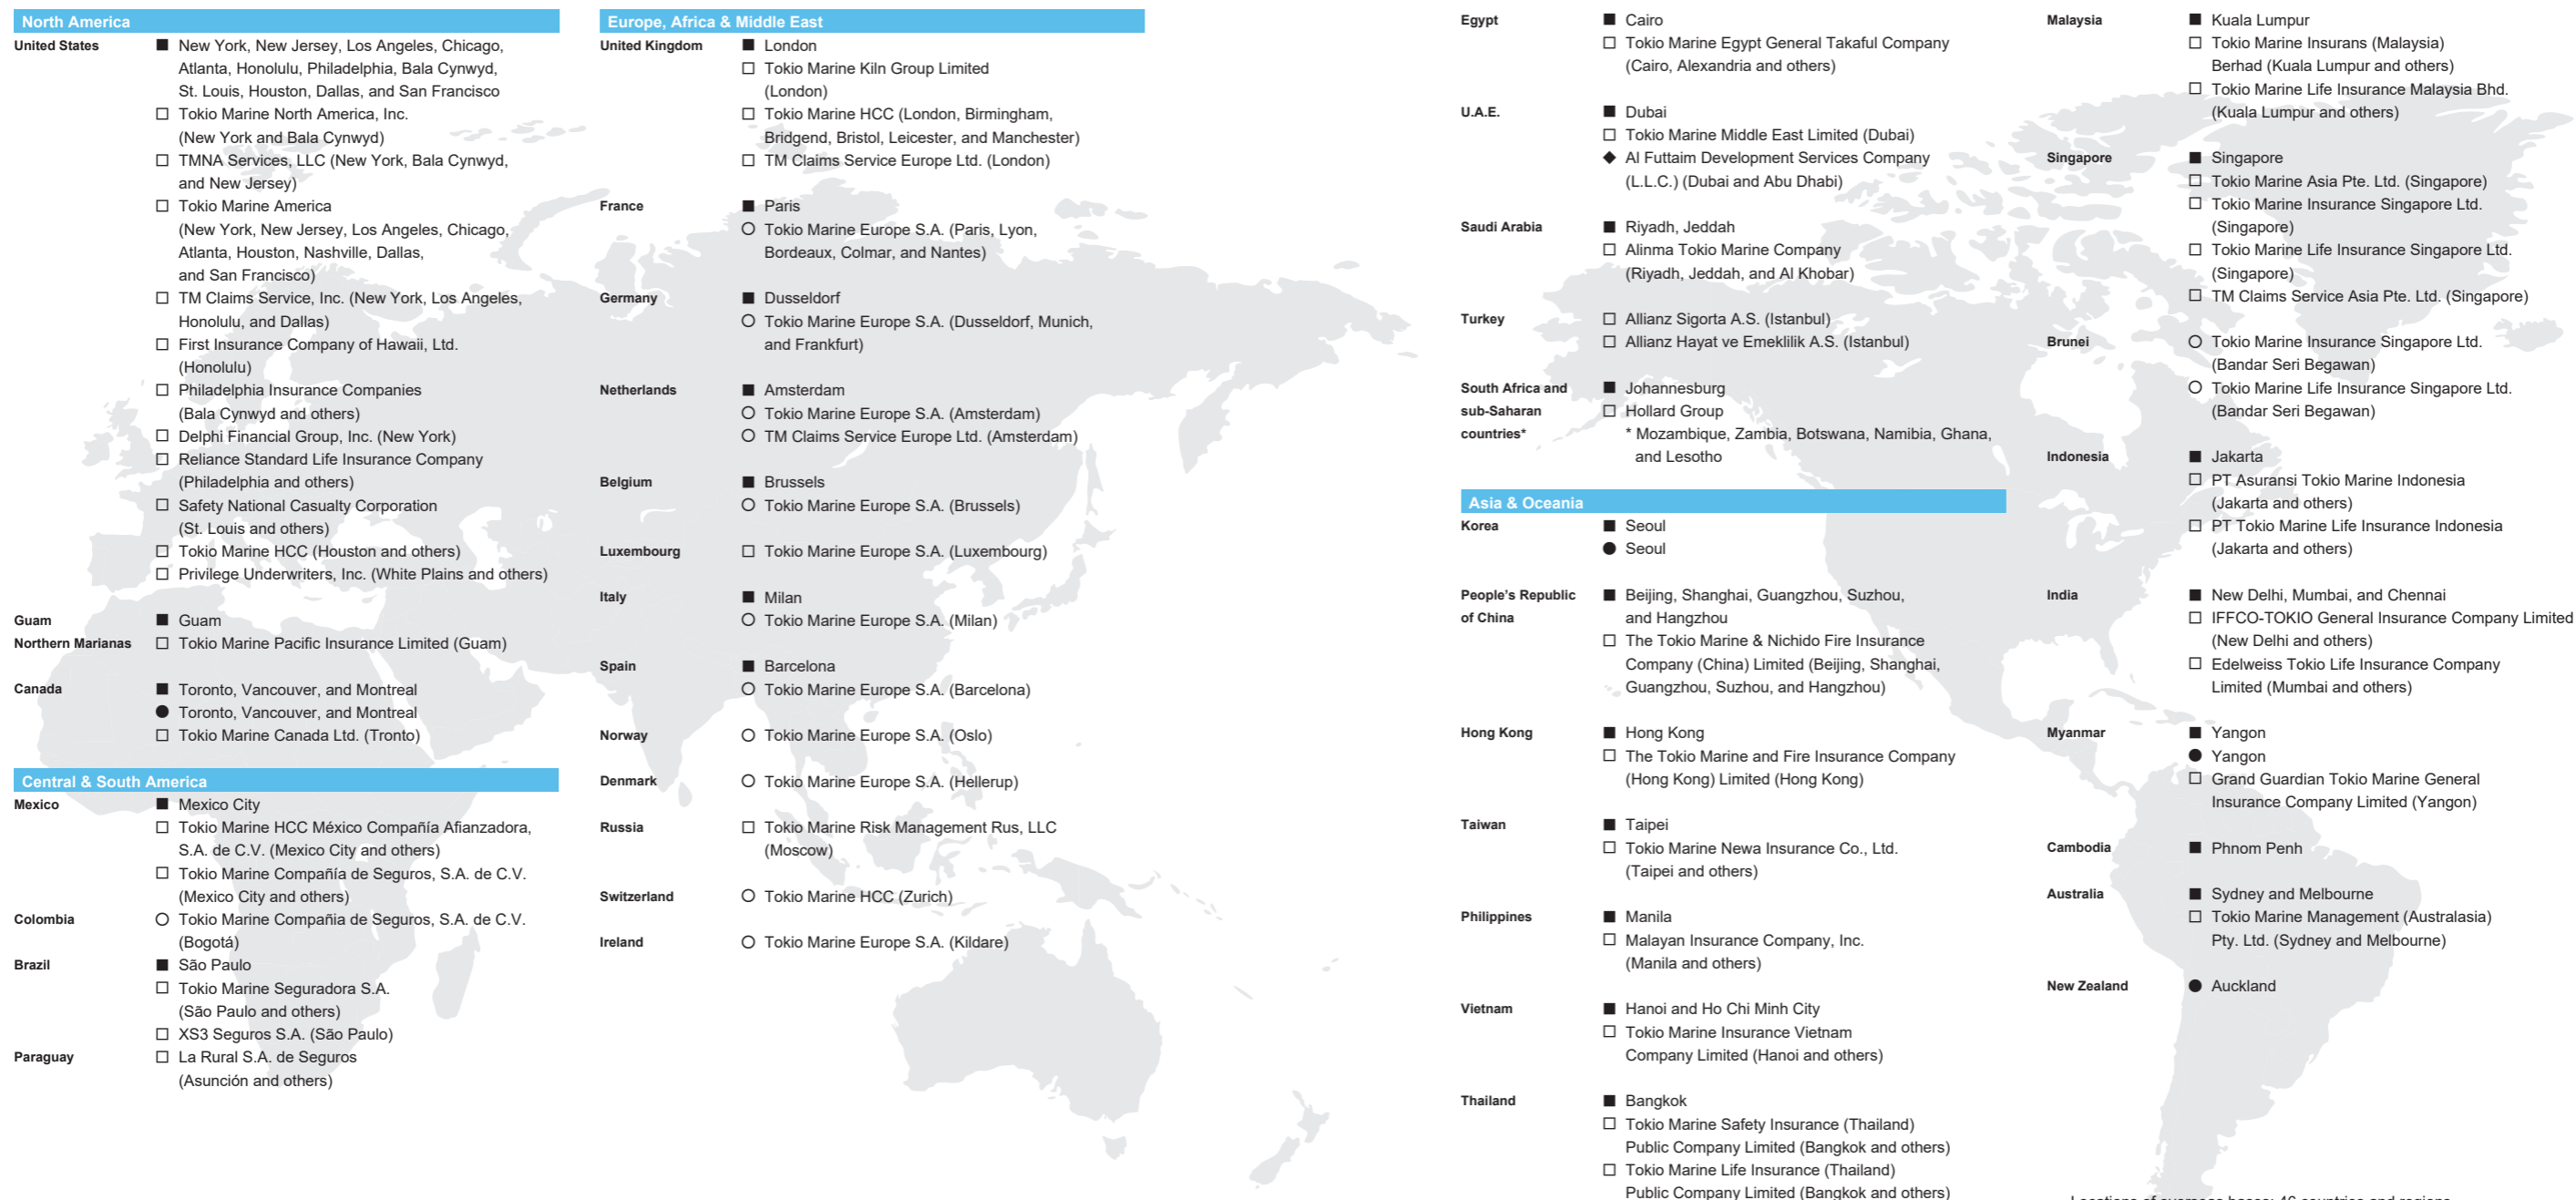 North America
United States ■ New York, New Jersey, Los Angeles, Chicago,
Atlanta, Honolulu, Philadelphia, Bala Cynwyd,
St. Louis, Houston, Dallas, and San Francisco
□ Tokio Marine North America, Inc.
(New York and Bala Cynwyd)
□ TMNA Services, LLC (New York, Bala Cynwyd,
and New Jersey)
□ Tokio Marine America
(New York, New Jersey, Los Angeles, Chicago,
Atlanta, Houston, Nashville, Dallas,
and San Francisco)
□ TM Claims Service, Inc. (New York, Los Angeles,
Honolulu, and Dallas)
□ First Insurance Company of Hawaii, Ltd.
(Honolulu)
□ Philadelphia Insurance Companies
(Bala Cynwyd and others)
□ Delphi Financial Group, Inc. (New York)
□ Reliance Standard Life Insurance Company
(Philadelphia and others)
□ Safety National Casualty Corporation
(St. Louis and others)
□ Tokio Marine HCC (Houston and others)
□ Privilege Underwriters, Inc. (White Plains and others)
Guam ■ Guam
Northern Marianas □ Tokio Marine Pacific Insurance Limited (Guam)
Canada ■ Toronto, Vancouver, and Montreal
● Toronto, Vancouver, and Montreal
□ Tokio Marine Canada Ltd. (Tronto)
Central & South America
Mexico ■ Mexico City
□ Tokio Marine HCC México Compañía Afianzadora,
S.A. de C.V. (Mexico City and others)
□ Tokio Marine Compañía de Seguros, S.A. de C.V.
(Mexico City and others)
Colombia ○ Tokio Marine Compañia de Seguros, S.A. de C.V.
(Bogotá)
Brazil ■ São Paulo
□ Tokio Marine Seguradora S.A.
(São Paulo and others)
□ XS3 Seguros S.A. (São Paulo)
Paraguay □ La Rural S.A. de Seguros
(Asunción and others)
Europe, Africa & Middle East
United Kingdom ■ London
□ Tokio Marine Kiln Group Limited
(London)
□ Tokio Marine HCC (London, Birmingham,
Bridgend, Bristol, Leicester, and Manchester)
□ TM Claims Service Europe Ltd. (London)
France ■ Paris
○ Tokio Marine Europe S.A. (Paris, Lyon,
Bordeaux, Colmar, and Nantes)
Germany ■ Dusseldorf
○ Tokio Marine Europe S.A. (Dusseldorf, Munich,
and Frankfurt)
Netherlands ■ Amsterdam
○ Tokio Marine Europe S.A. (Amsterdam)
○ TM Claims Service Europe Ltd. (Amsterdam)
Belgium ■ Brussels
○ Tokio Marine Europe S.A. (Brussels)
Luxembourg □ Tokio Marine Europe S.A. (Luxembourg)
Italy ■ Milan
○ Tokio Marine Europe S.A. (Milan)
Spain ■ Barcelona
○ Tokio Marine Europe S.A. (Barcelona)
Norway ○ Tokio Marine Europe S.A. (Oslo)
Denmark ○ Tokio Marine Europe S.A. (Hellerup)
Russia □ Tokio Marine Risk Management Rus, LLC
(Moscow)
Switzerland ○ Tokio Marine HCC (Zurich)
Ireland ○ Tokio Marine Europe S.A. (Kildare)
Egypt ■ Cairo
□ Tokio Marine Egypt General Takaful Company
(Cairo, Alexandria and others)
U.A.E. ■ Dubai
□ Tokio Marine Middle East Limited (Dubai)
◆ Al Futtaim Development Services Company
(L.L.C.) (Dubai and Abu Dhabi)
Saudi Arabia ■ Riyadh, Jeddah
□ Alinma Tokio Marine Company
(Riyadh, Jeddah, and Al Khobar)
Turkey □ Allianz Sigorta A.S. (Istanbul)
□ Allianz Hayat ve Emeklilik A.S. (Istanbul)
South Africa and ■ Johannesburg
sub-Saharan □ Hollard Group
countries* * Mozambique, Zambia, Botswana, Namibia, Ghana,
and Lesotho
Asia & Oceania
Korea ■ Seoul
● Seoul
People's Republic ■ Beijing, Shanghai, Guangzhou, Suzhou,
of China and Hangzhou
□ The Tokio Marine & Nichido Fire Insurance
Company (China) Limited (Beijing, Shanghai,
Guangzhou, Suzhou, and Hangzhou)
Hong Kong ■ Hong Kong
□ The Tokio Marine and Fire Insurance Company
(Hong Kong) Limited (Hong Kong)
Taiwan ■ Taipei
□ Tokio Marine Newa Insurance Co., Ltd.
(Taipei and others)
Philippines ■ Manila
□ Malayan Insurance Company, Inc.
(Manila and others)
Vietnam ■ Hanoi and Ho Chi Minh City
□ Tokio Marine Insurance Vietnam
Company Limited (Hanoi and others)
Thailand ■ Bangkok
□ Tokio Marine Safety Insurance (Thailand)
Public Company Limited (Bangkok and others)
□ Tokio Marine Life Insurance (Thailand)
Public Company Limited (Bangkok and others)
Malaysia ■ Kuala Lumpur
□ Tokio Marine Insurans (Malaysia)
Berhad (Kuala Lumpur and others)
□ Tokio Marine Life Insurance Malaysia Bhd.
(Kuala Lumpur and others)
Singapore ■ Singapore
□ Tokio Marine Asia Pte. Ltd. (Singapore)
□ Tokio Marine Insurance Singapore Ltd.
(Singapore)
□ Tokio Marine Life Insurance Singapore Ltd.
(Singapore)
□ TM Claims Service Asia Pte. Ltd. (Singapore)
Brunei ○ Tokio Marine Insurance Singapore Ltd.
(Bandar Seri Begawan)
○ Tokio Marine Life Insurance Singapore Ltd.
(Bandar Seri Begawan)
Indonesia ■ Jakarta
□ PT Asuransi Tokio Marine Indonesia
(Jakarta and others)
□ PT Tokio Marine Life Insurance Indonesia
(Jakarta and others)
India ■ New Delhi, Mumbai, and Chennai
□ IFFCO-TOKIO General Insurance Company Limited
(New Delhi and others)
□ Edelweiss Tokio Life Insurance Company
Limited (Mumbai and others)
Myanmar ■ Yangon
● Yangon
□ Grand Guardian Tokio Marine General
Insurance Company Limited (Yangon)
Cambodia ■ Phnom Penh
Australia ■ Sydney and Melbourne
□ Tokio Marine Management (Australasia)
Pty. Ltd. (Sydney and Melbourne)
New Zealand ● Auckland
Locations of overseas bases: 46 countries and regions